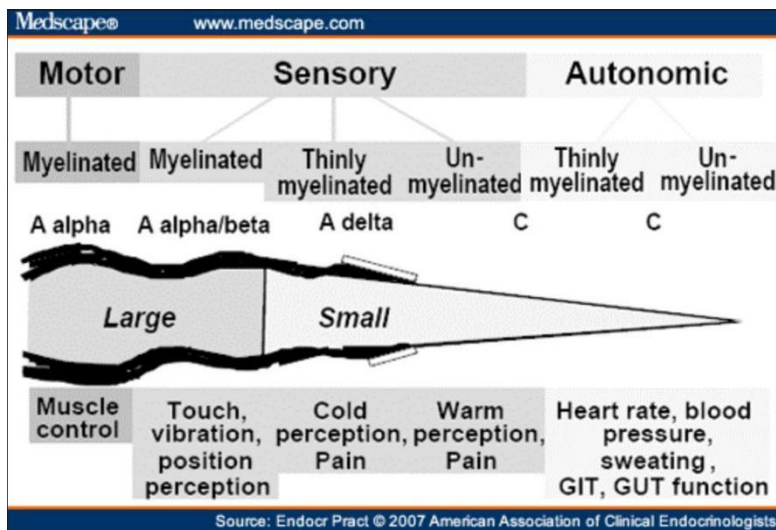 Medscape® www.medscape.com
Motor Sensory Autonomic
Myelinated Myelinated Thinly myelinated Un-myelinated Thinly myelinated Un-myelinated
A alpha A alpha/beta A delta C C
Large Small
Muscle control Touch, vibration, position perception Cold perception, Pain Warm perception, Pain Heart rate, blood pressure, sweating, GIT, GUT function
Source: Endocr Pract © 2007 American Association of Clinical Endocrinologists